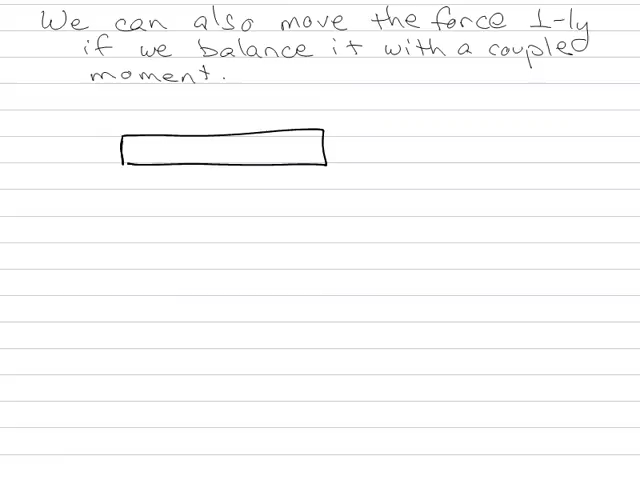 We can also move the force ⊥-ly
if we balance it with a coupled
moment.